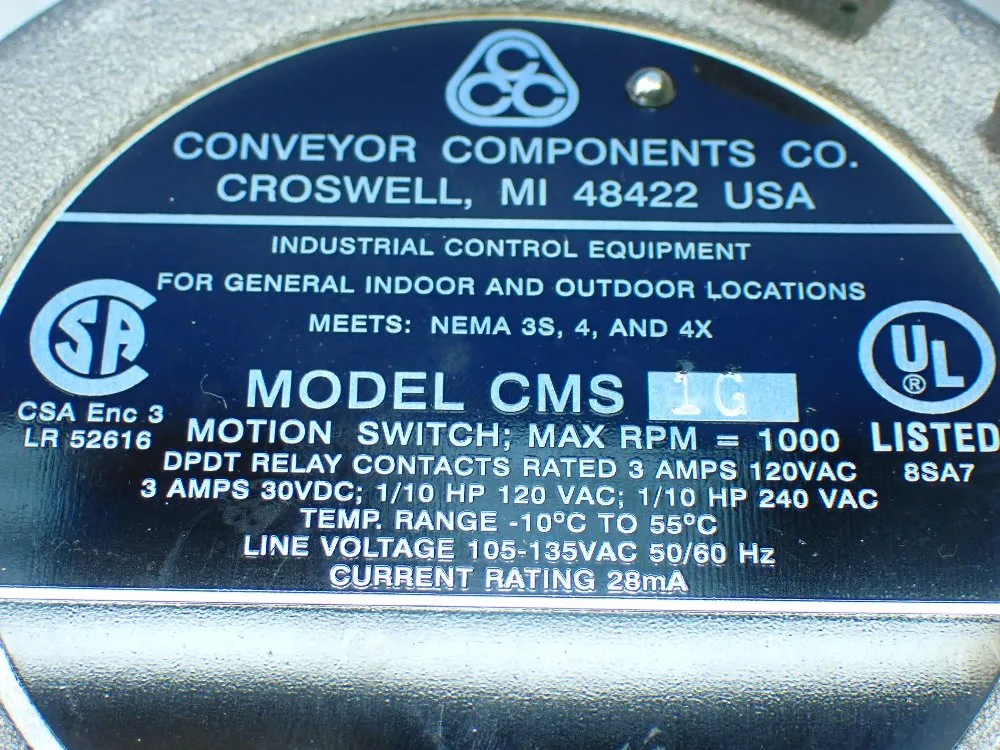 CCC
CONVEYOR COMPONENTS CO.
CROSWELL, MI 48422 USA
INDUSTRIAL CONTROL EQUIPMENT
FOR GENERAL INDOOR AND OUTDOOR LOCATIONS
MEETS: NEMA 3S, 4, AND 4X
SA
CSA Enc 3
LR 52616
UL
®
LISTED
8SA7
MODEL CMS 1G
MOTION SWITCH; MAX RPM = 1000
DPDT RELAY CONTACTS RATED 3 AMPS 120VAC
3 AMPS 30VDC; 1/10 HP 120 VAC; 1/10 HP 240 VAC
TEMP. RANGE -10°C TO 55°C
LINE VOLTAGE 105-135VAC 50/60 Hz
CURRENT RATING 28mA